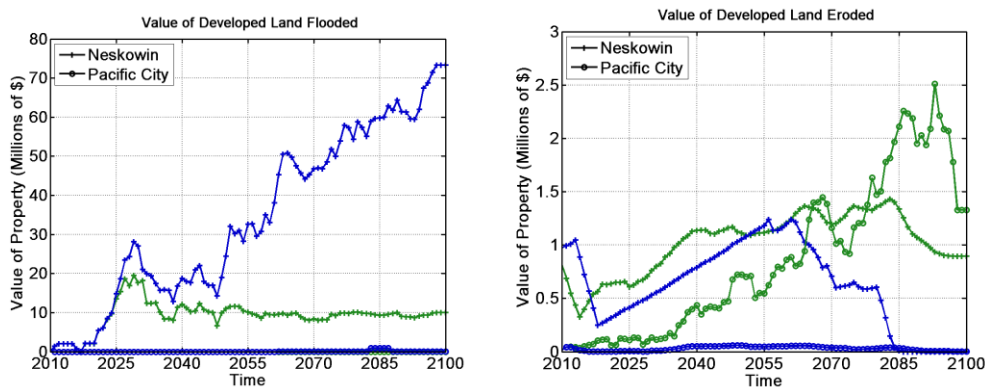 Value of Developed Land Flooded
Value of Property (Millions of $)
80
70
60
50
40
30
20
10
0
Neskowin
Pacific City
2010 2025 2040 2055 2070 2085 2100
Time
Value of Developed Land Eroded
Value of Property (Millions of $)
3
2.5
2
1.5
1
0.5
0
Neskowin
Pacific City
2010 2025 2040 2055 2070 2085 2100
Time